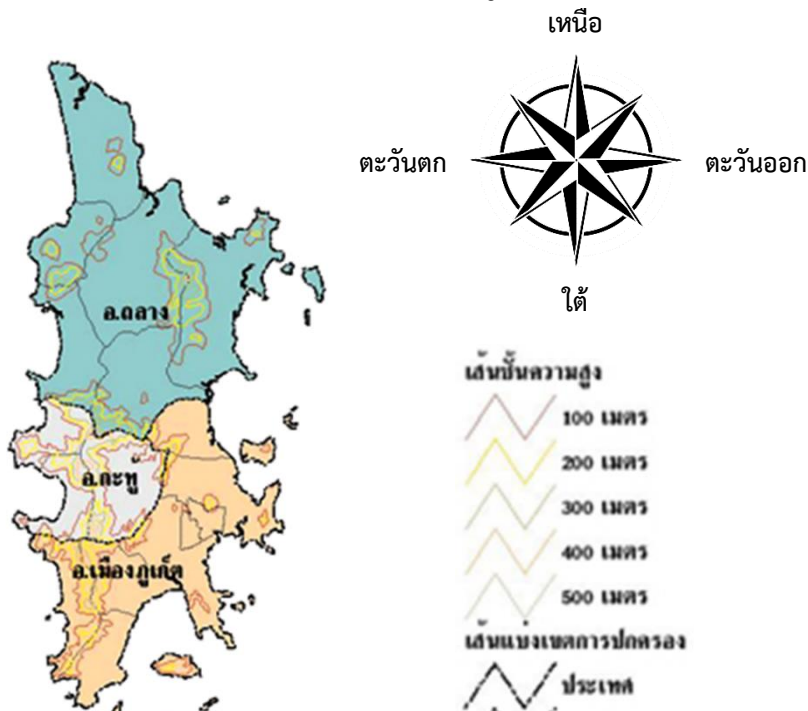 เหนือ
ตะวันตก
ตะวันออก
ใต้
อ.ถลาง
อ.กะทู้
อ.เมืองภูเก็ต
เส้นชั้นความสูง
100 เมตร
200 เมตร
300 เมตร
400 เมตร
500 เมตร
เส้นแบ่งเขตการปกครอง
ประเทศ